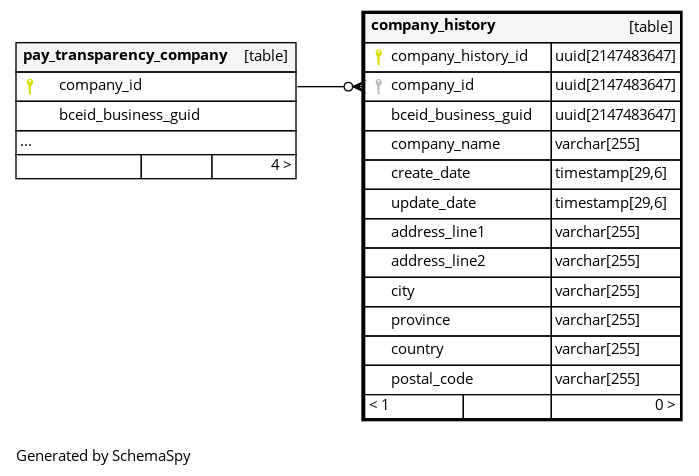 pay_transparency_company [table]
company_id
bceid_business_guid
...
4 >
company_history [table]
company_history_id uuid[2147483647]
company_id uuid[2147483647]
bceid_business_guid uuid[2147483647]
company_name varchar[255]
create_date timestamp[29,6]
update_date timestamp[29,6]
address_line1 varchar[255]
address_line2 varchar[255]
city varchar[255]
province varchar[255]
country varchar[255]
postal_code varchar[255]
< 1 0 >
Generated by SchemaSpy